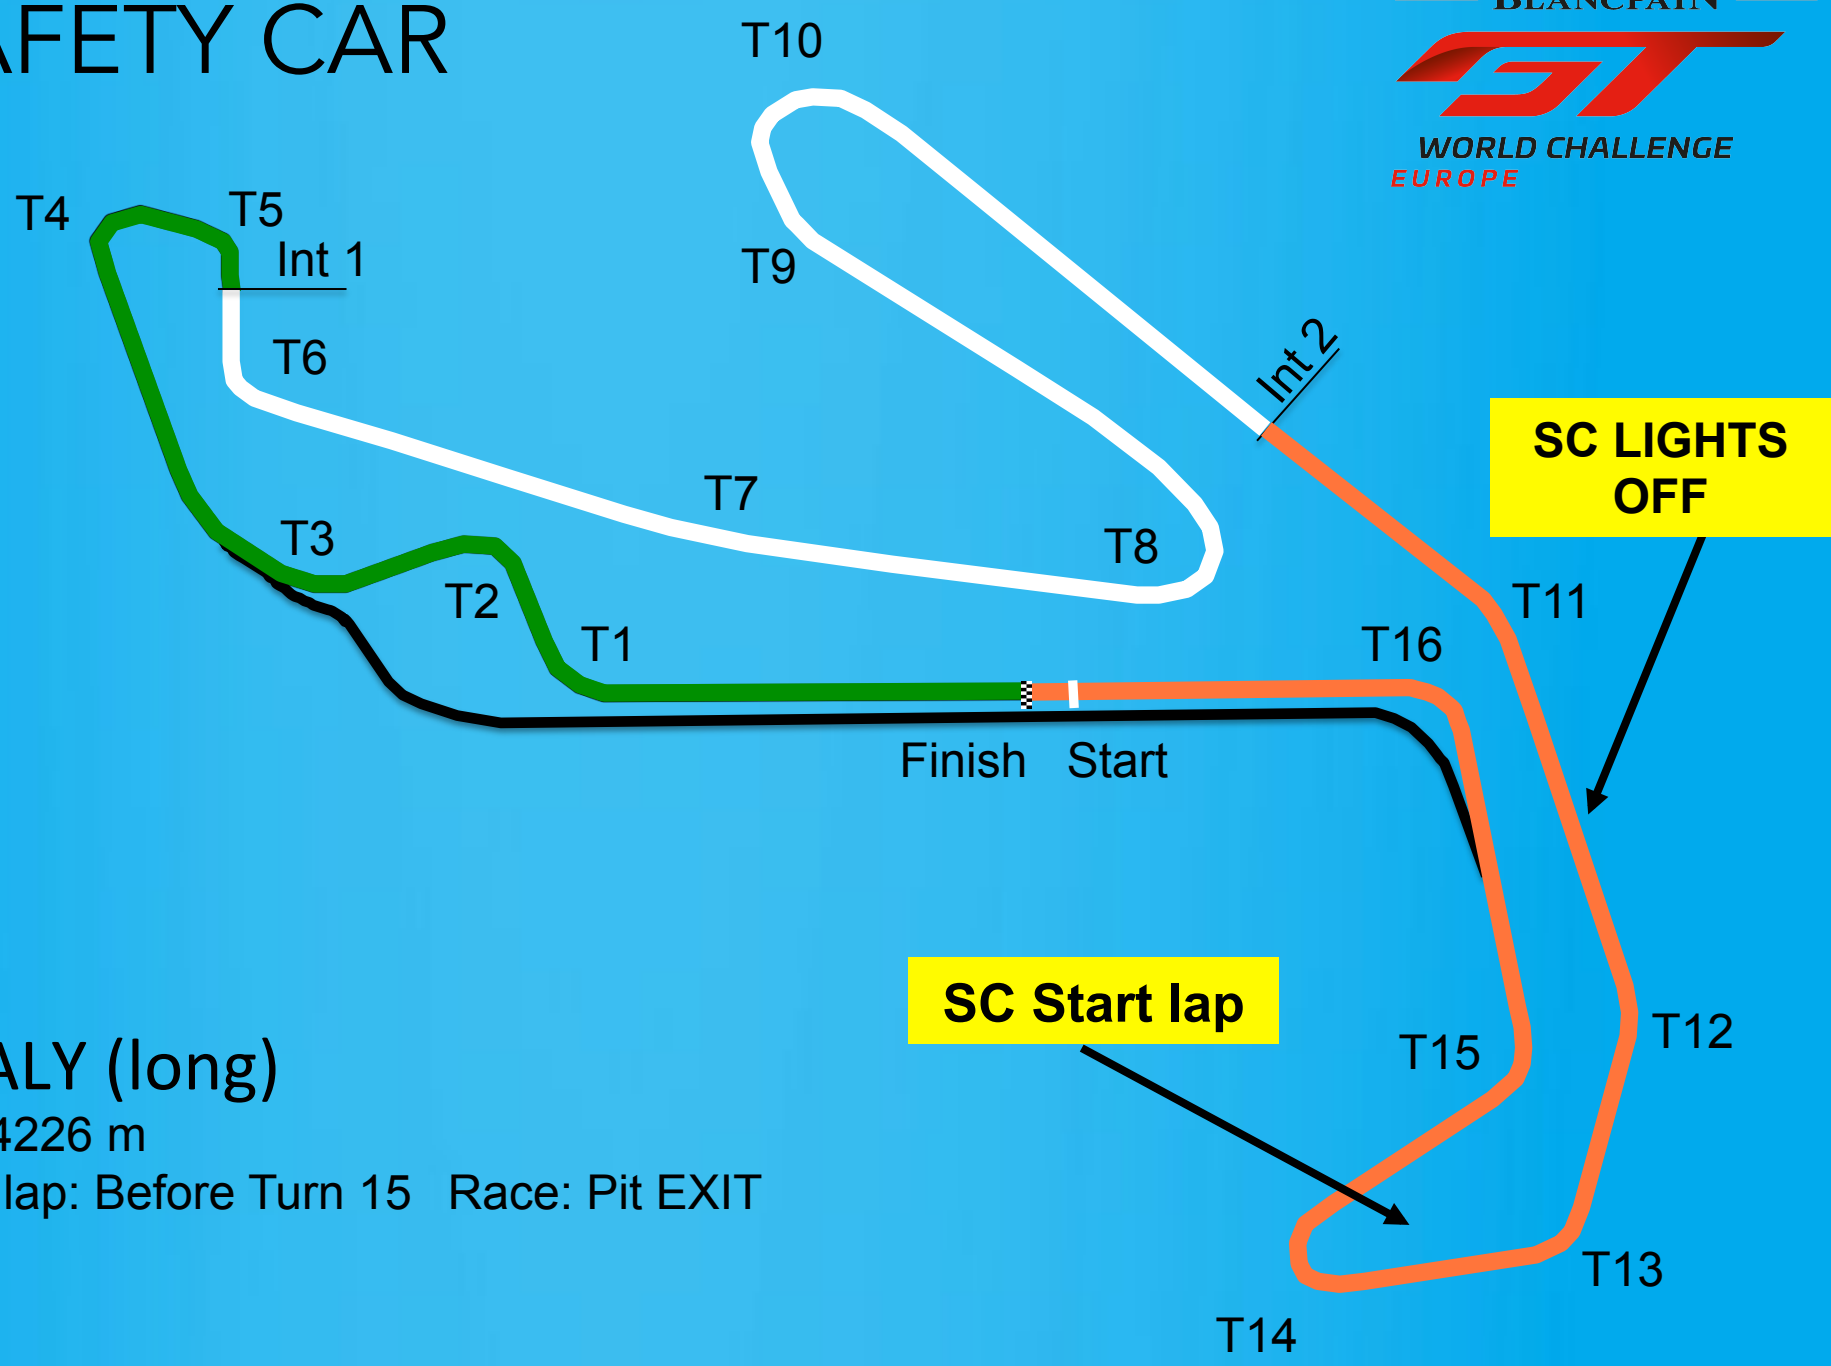 AFETY CAR
BLANCPAIN
GT
WORLD CHALLENGE
EUROPE
T10
T4
T5
Int 1
T9
T6
Int 2
SC LIGHTS
OFF
T7
T3
T8
T2
T11
T1
T16
Finish Start
SC Start lap
T12
T15
ALY (long)
4226 m
lap: Before Turn 15 Race: Pit EXIT
T13
T14